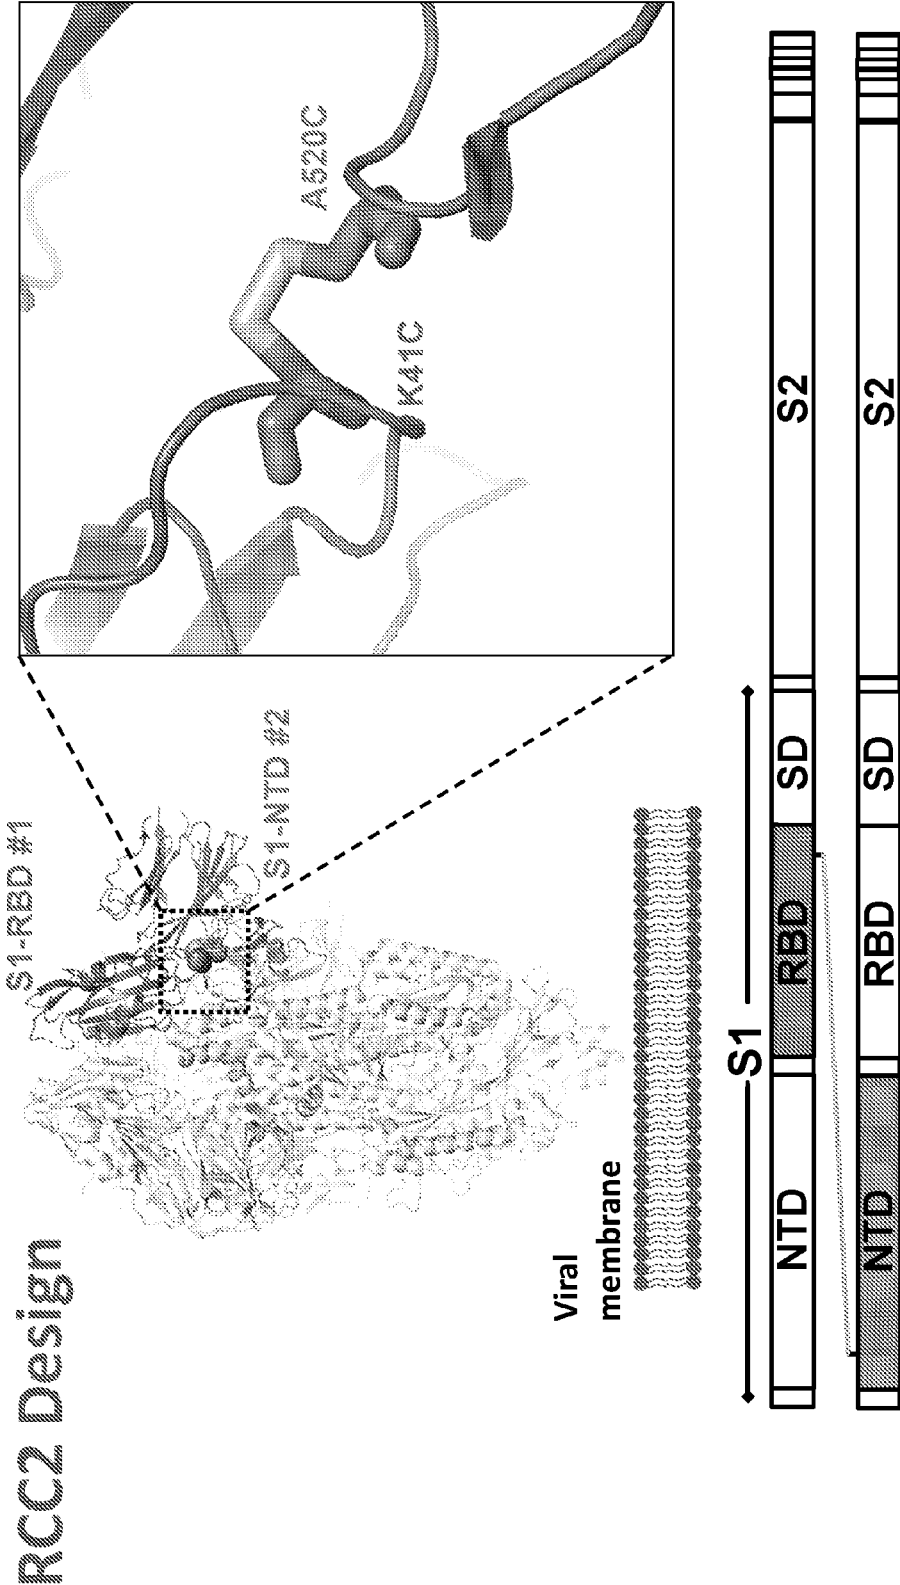 RCC2 Design
S1-RBD #1
S1-NTD #2
A520C
K41C
Viral
membrane
S1
NTD
RBD
SD
S2
NTD
RBD
SD
S2